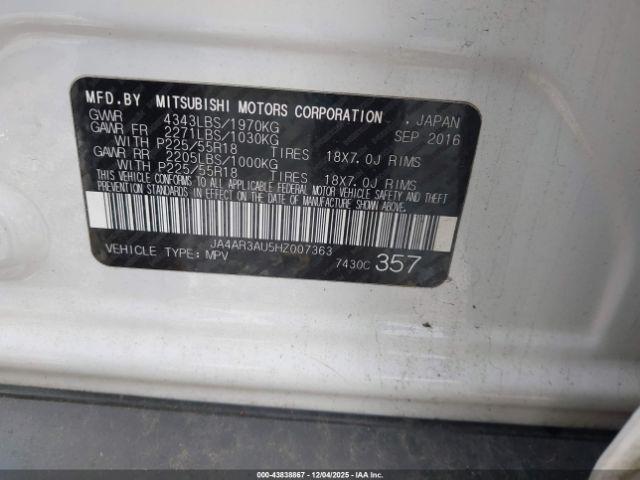 MFD.BY MITSUBISHI MOTORS CORPORATION , JAPAN
GWR 4343LBS/1970KG SEP 2016
GAWR FR 2271LBS/1030KG
WITH P225/55R18 TIRES 18X7.0J RIMS
GAWR RR 2205LBS/1000KG
WITH P225/55R18 TIRES 18X7.0J RIMS
THIS VEHICLE CONFORMS TO ALL APPLICABLE FEDERAL MOTOR VEHICLE SAFETY AND THEFT
PREVENTION STANDARDS IN EFFECT ON THE DATE OF MANUFACTURE SHOWN ABOVE.
JA4AR3AU5HZ007363
VEHICLE TYPE: MPV 7430C 357
© 43838867 - 12/04/2025 - IAA Inc.